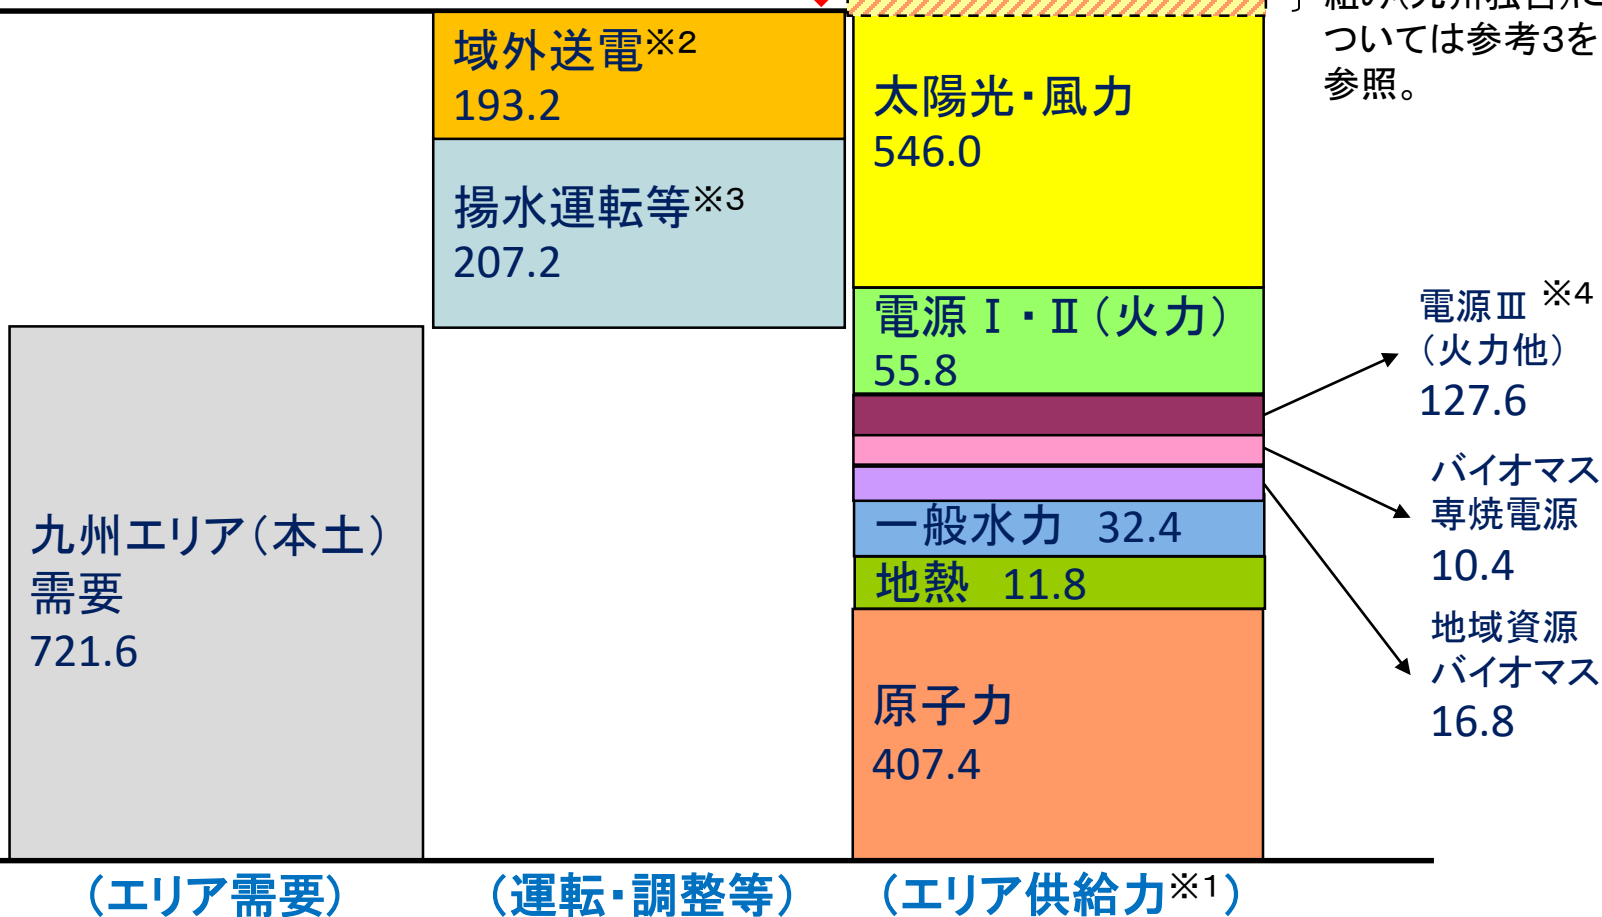 ついては参考3を
参照。
域外送電※2
193.2
揚水運転等※3
207.2
太陽光・風力
546.0
電源Ⅰ・Ⅱ(火力)
55.8
電源Ⅲ ※4
(火力他)
127.6
バイオマス
専焼電源
10.4
地域資源
バイオマス
16.8
一般水力 32.4
地熱 11.8
原子力
407.4
九州エリア(本土)
需要
721.6
(エリア需要)
(運転・調整等)
(エリア供給力※1)